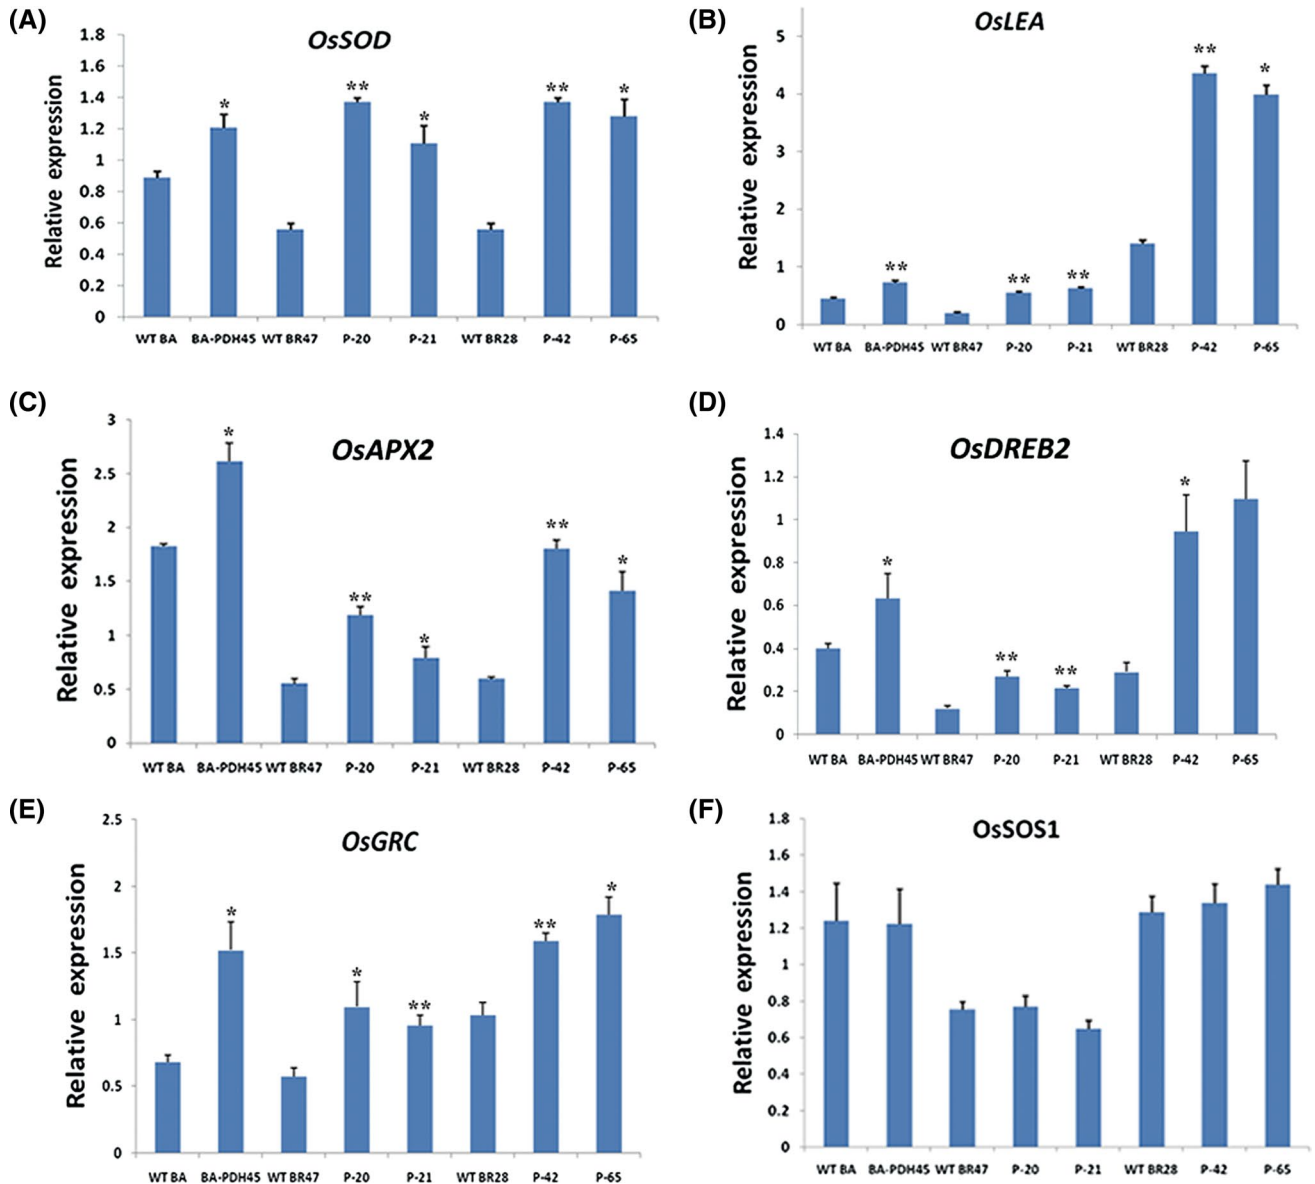 (A)
OsSOD
Relative expression
1.8
1.6
1.4
1.2
1
0.8
0.6
0.4
0.2
0
* ** * ** *
WT BA BA-PDH45 WT BR47 P-20 P-21 WT BR28 P-42 P-65
(B)
OsLEA
Relative expression
5
4
3
2
1
0
** ** ** ** *
WT BA BA-PDH45 WT BR47 P-20 P-21 WT BR28 P-42 P-65
(C)
OsAPX2
Relative expression
3
2.5
2
1.5
1
0.5
0
* ** * ** *
WT BA BA-PDH45 WT BR47 P-20 P-21 WT BR28 P-42 P-65
(D)
OsDREB2
Relative expression
1.4
1.2
1
0.8
0.6
0.4
0.2
0
* ** ** *
WT BA BA-PDH45 WT BR47 P-20 P-21 WT BR28 P-42 P-65
(E)
OsGRC
Relative expression
2.5
2
1.5
1
0.5
0
* * ** ** *
WT BA BA-PDH45 WT BR47 P-20 P-21 WT BR28 P-42 P-65
(F)
OsSOS1
Relative expression
1.8
1.6
1.4
1.2
1
0.8
0.6
0.4
0.2
0
WT BA BA-PDH45 WT BR47 P-20 P-21 WT BR28 P-42 P-65